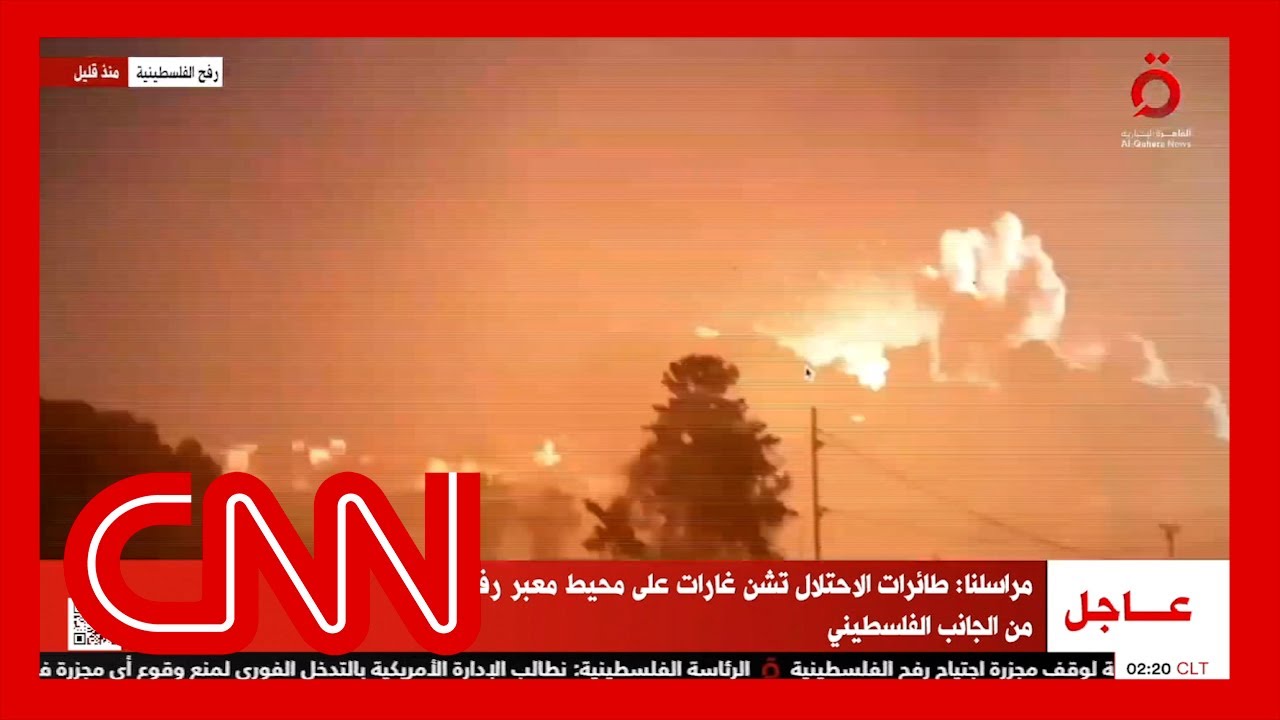 رفح الفلسطينية منذ قليل
القاهرة الإخبارية
Al-Qahera News
CNN
عاجل
مراسلنا: طائرات الاحتلال تشن غارات على محيط معبر
من الجانب الفلسطيني
لوقف مجزرة اجتياح رفح الفلسطينية الرئاسة الفلسطينية: نطالب الإدارة الأمريكية بالتدخل الفوري لمنع وقوع أي مجزرة
02:20 CLT